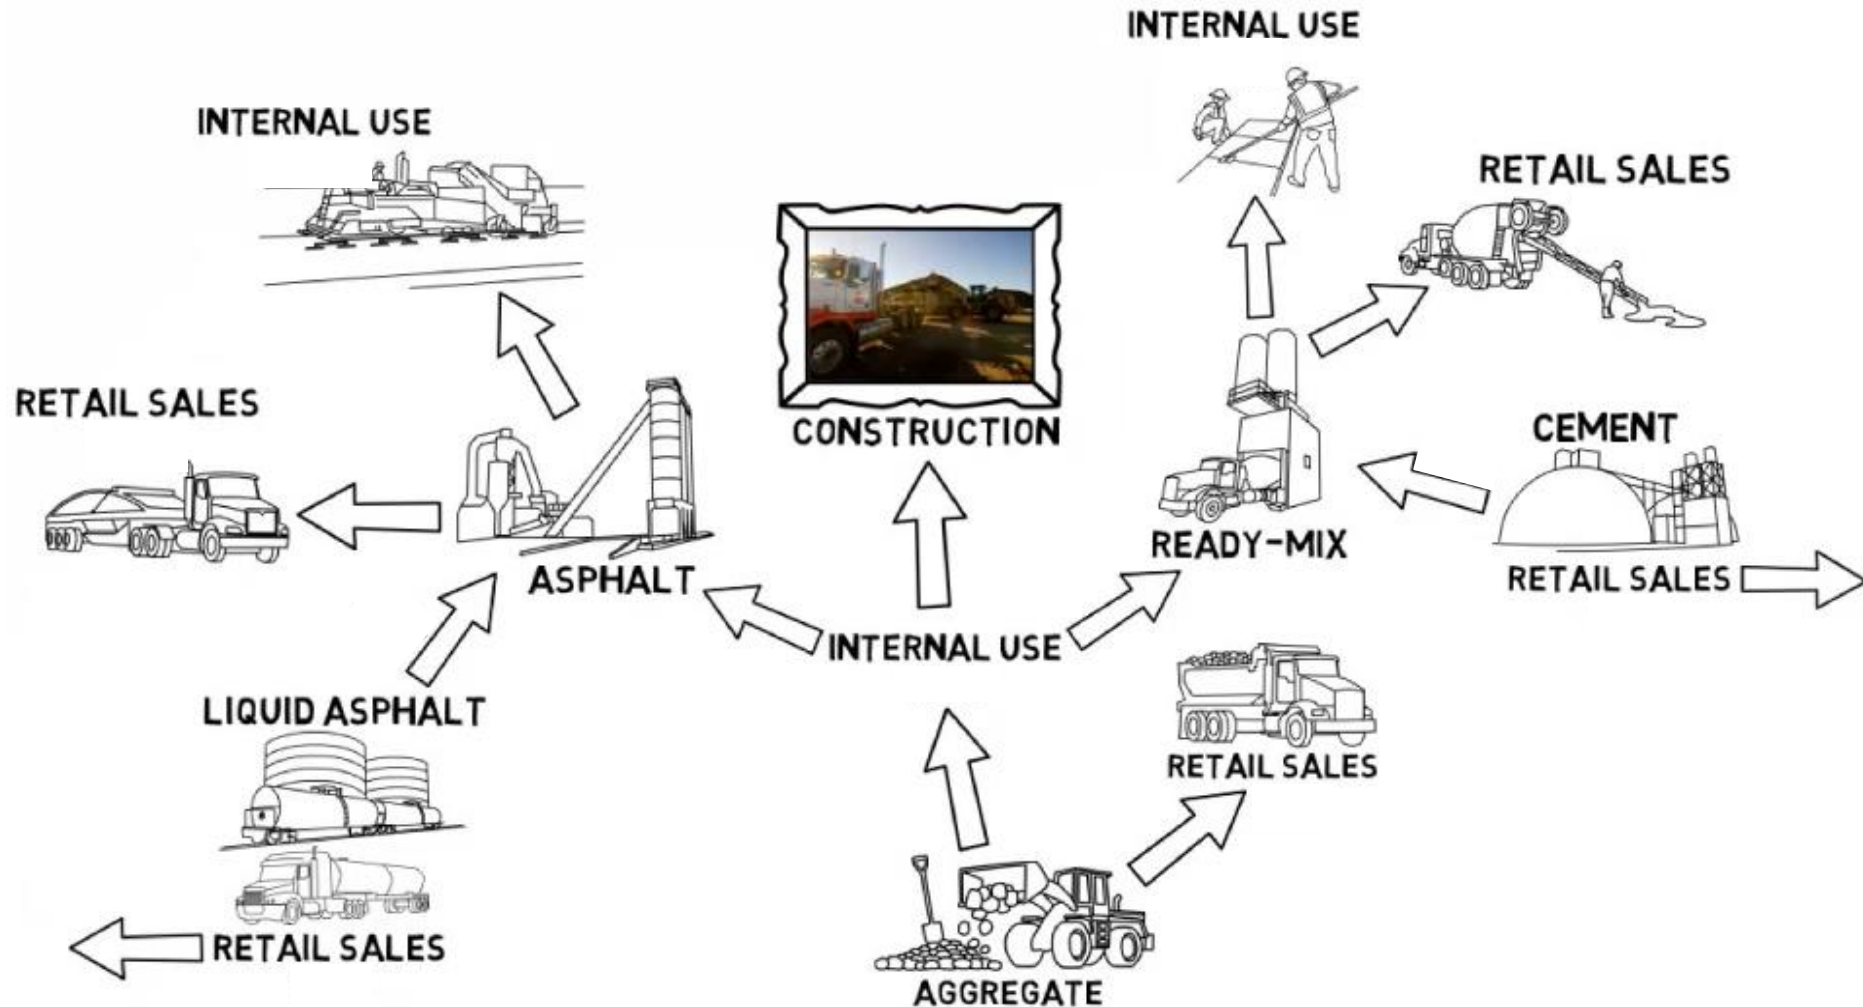 INTERNAL USE
INTERNAL USE
RETAIL SALES
RETAIL SALES
CONSTRUCTION
CEMENT
READY-MIX
ASPHALT
RETAIL SALES
INTERNAL USE
LIQUID ASPHALT
RETAIL SALES
RETAIL SALES
AGGREGATE